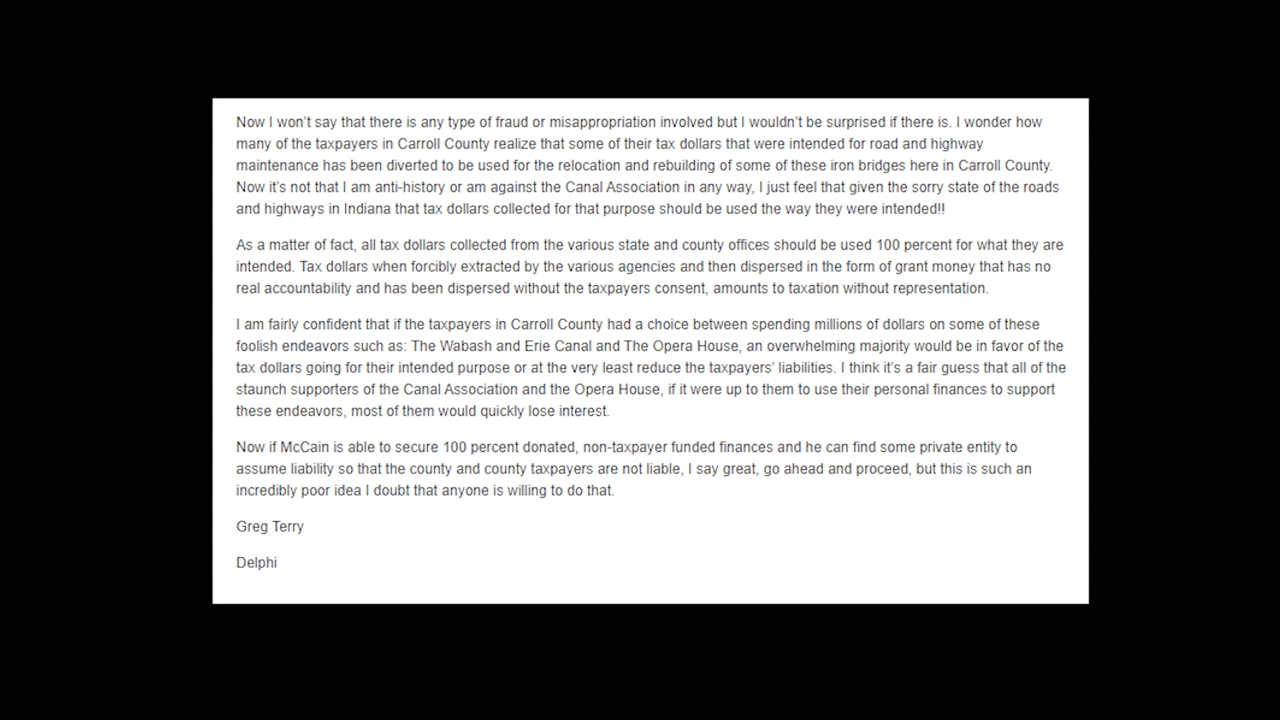 Now I won't say that there is any type of fraud or misappropriation involved but I wouldn't be surprised if there is. I wonder how
many of the taxpayers in Carroll County realize that some of their tax dollars that were intended for road and highway
maintenance has been diverted to be used for the relocation and rebuilding of some of these iron bridges here in Carroll County.
Now it's not that I am anti-history or am against the Canal Association in any way, I just feel that given the sorry state of the roads
and highways in Indiana that tax dollars collected for that purpose should be used the way they were intended!!
As a matter of fact, all tax dollars collected from the various state and county offices should be used 100 percent for what they are
intended. Tax dollars when forcibly extracted by the various agencies and then dispersed in the form of grant money that has no
real accountability and has been dispersed without the taxpayers consent, amounts to taxation without representation.
I am fairly confident that if the taxpayers in Carroll County had a choice between spending millions of dollars on some of these
foolish endeavors such as: The Wabash and Erie Canal and The Opera House, an overwhelming majority would be in favor of the
tax dollars going for their intended purpose or at the very least reduce the taxpayers' liabilities. I think it's a fair guess that all of the
staunch supporters of the Canal Association and the Opera House, if it were up to them to use their personal finances to support
these endeavors, most of them would quickly lose interest.
Now if McCain is able to secure 100 percent donated, non-taxpayer funded finances and he can find some private entity to
assume liability so that the county and county taxpayers are not liable, I say great, go ahead and proceed, but this is such an
incredibly poor idea I doubt that anyone is willing to do that.
Greg Terry
Delphi